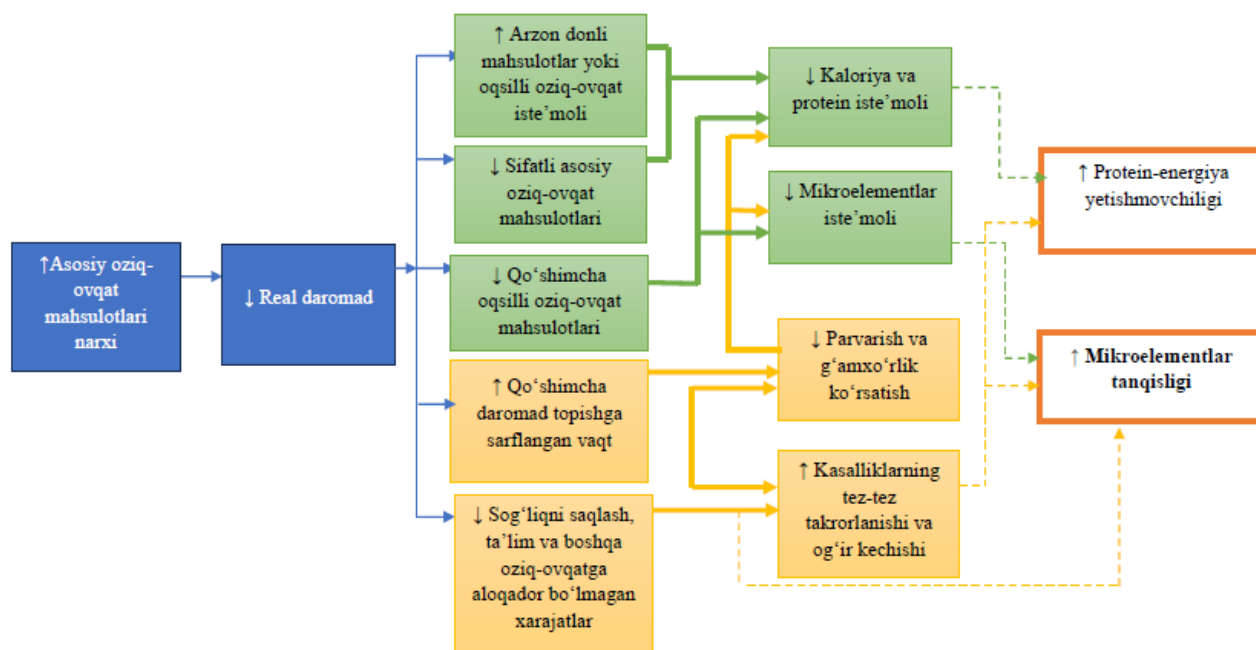 ↑Asosiy oziq-
ovqat
mahsulotlari
narxi
↓ Real daromad
↑ Arzon donli
mahsulotlar yoki
oqsilli oziq-ovqat
iste’moli
↓ Sifatli asosiy
oziq-ovqat
mahsulotlari
↓ Qo‘shimcha
oqsilli oziq-ovqat
mahsulotlari
↑ Qo‘shimcha
daromad topishga
sarflangan vaqt
↓ Sog‘liqni saqlash,
ta’lim va boshqa
oziq-ovqatga
aloqador bo‘lmagan
xarajatlar
↓ Kaloriya va
protein iste’moli
↓ Mikroelementlar
iste’moli
↓ Parvarish va
g‘amxo‘rlik
ko‘rsatish
↑ Kasalliklarning
tez-tez
takrorlanishi va
og‘ir kechishi
↑ Protein-energiya
yetishmovchiligi
↑ Mikroelementlar
tanqisligi